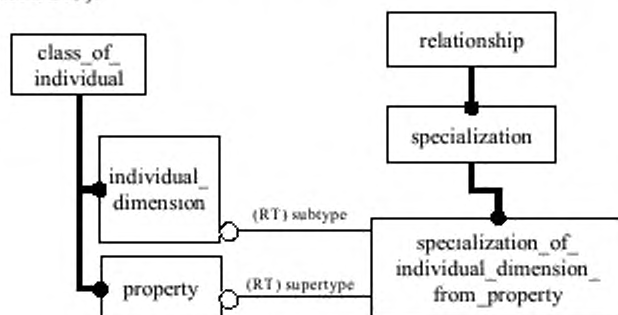 class_of_
individual
relationship
specialization
individual_
dimension
(RT) subtype
specialization_of_
individual_dimension_
from_property
property
(RT) supertype